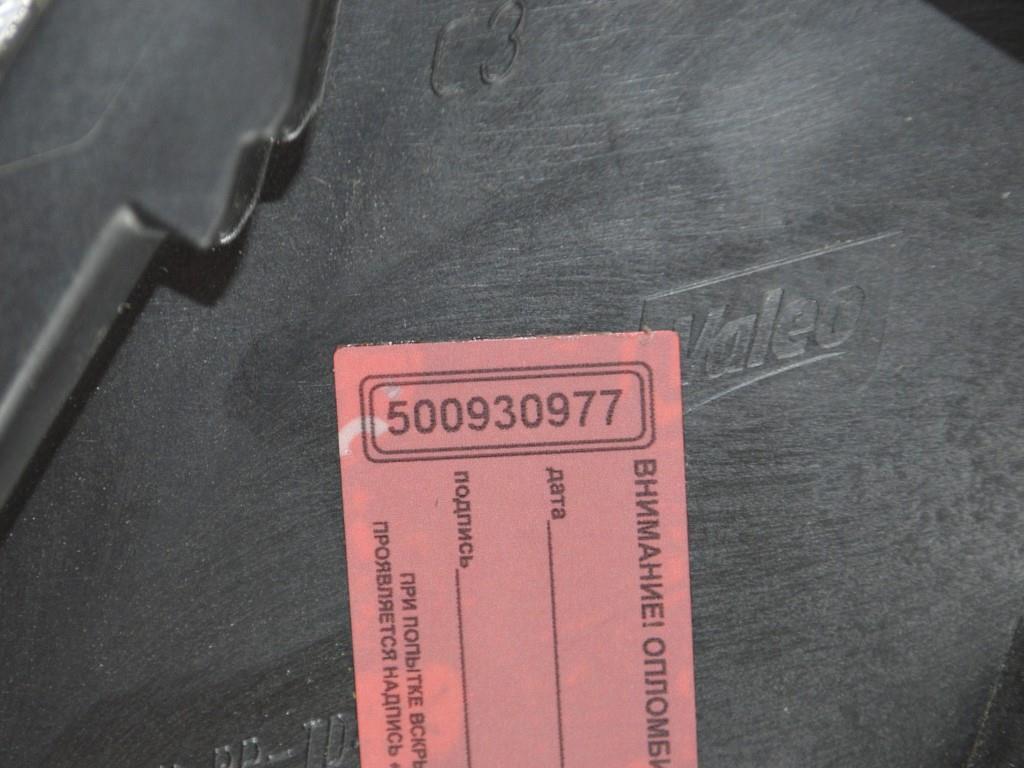 C3
Valeo
500930977
ВНИМАНИЕ! ОПЛОМБИ
дата
подпись
ПРИ ПОПЫТКЕ ВСКРЫ
ПРОЯВЛЯЕТСЯ НАДПИСЬ «